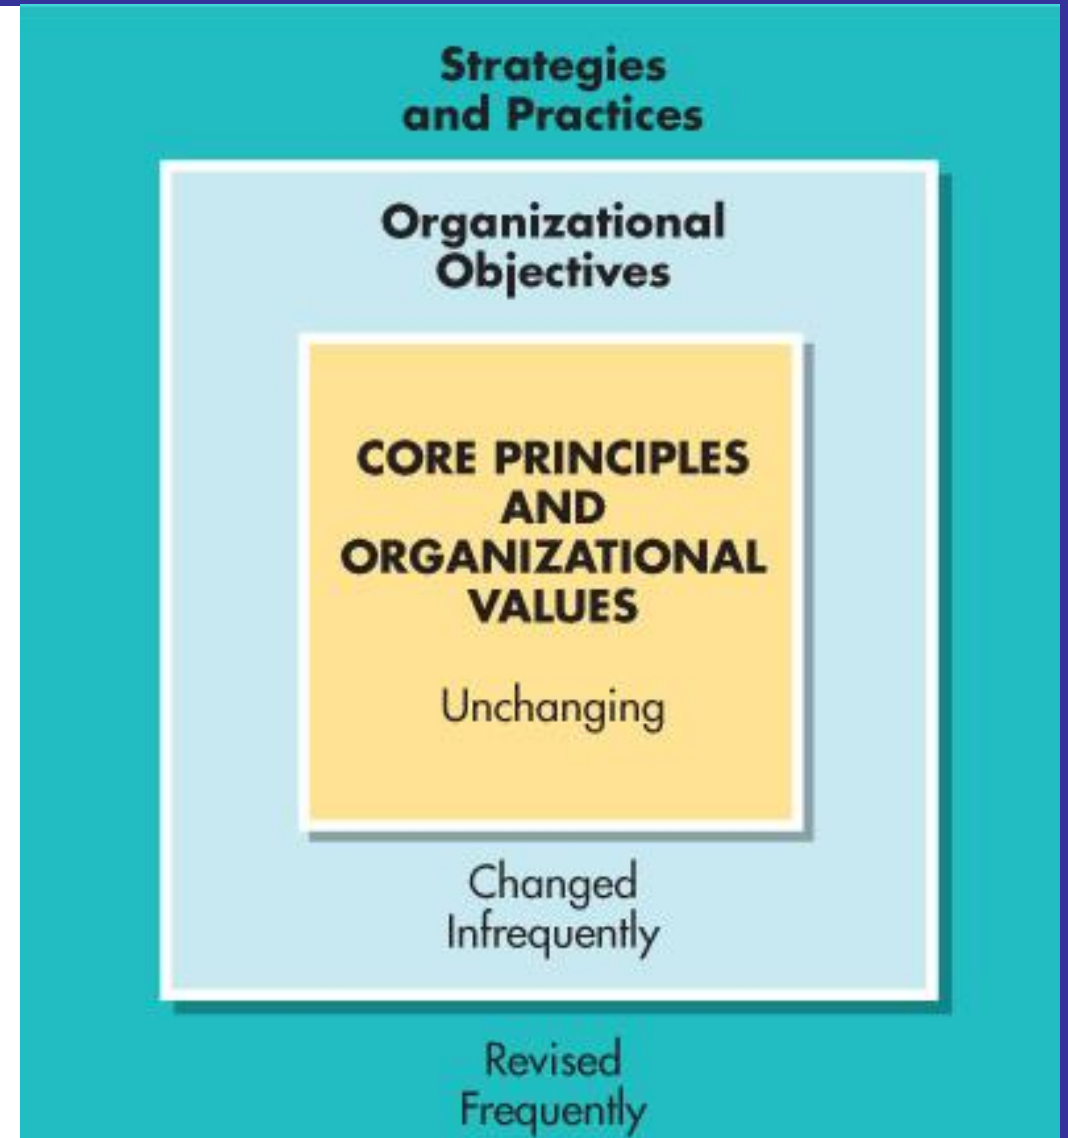 Strategies
and Practices
Organizational
Objectives
CORE PRINCIPLES
AND
ORGANIZATIONAL
VALUES
Unchanging
Changed
Infrequently
Revised
Frequently